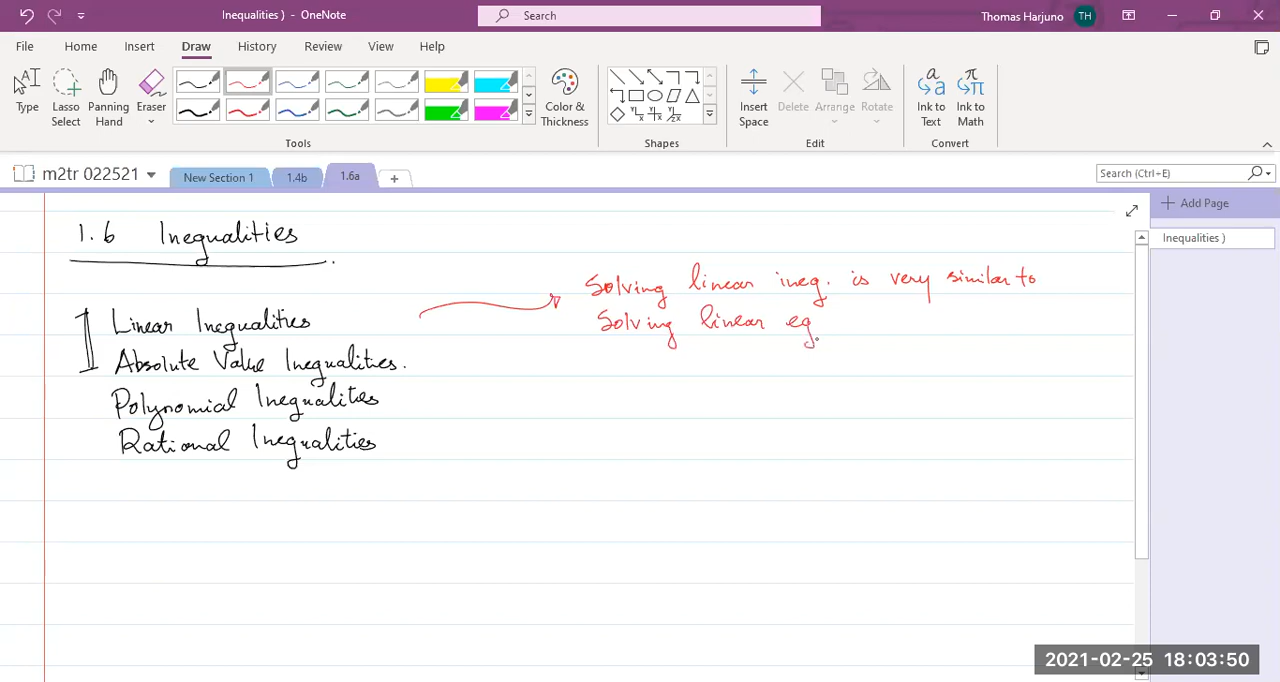 Inequalities ) - OneNote
Search
Thomas Harjuno
TH
File Home Insert Draw History Review View Help
Type
Lasso Select
Panning Hand
Eraser
Color & Thickness
Insert Space
Delete
Arrange
Rotate
Ink to Text
Ink to Math
Tools
Shapes
Edit
Convert
m2tr 022521
New Section 1
1.4b
1.6a
Search (Ctrl+E)
Add Page
Inequalities )
1.6 Inequalities
Solving linear ineq. is very similar to
Solving linear eq
Linear Inequalities
Absolute Value Inequalities.
Polynomial Inequalities
Rational Inequalities
2021-02-25 18:03:50